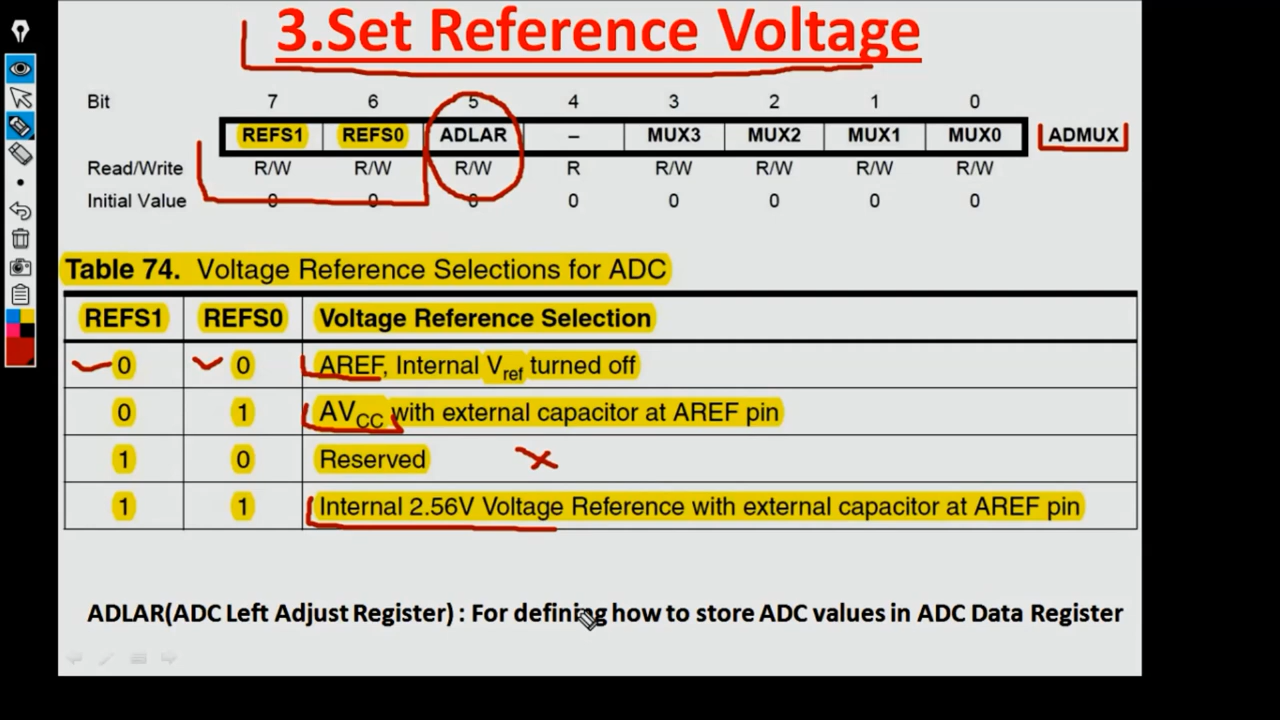 3.Set Reference Voltage
Bit 7 6 5 4 3 2 1 0
REFS1 REFS0 ADLAR – MUX3 MUX2 MUX1 MUX0 ADMUX
Read/Write R/W R/W R/W R R/W R/W R/W R/W
Initial Value 0 0 0 0 0 0 0 0
Table 74. Voltage Reference Selections for ADC
REFS1 REFS0 Voltage Reference Selection
0 0 AREF, Internal Vref turned off
0 1 AVCC with external capacitor at AREF pin
1 0 Reserved
1 1 Internal 2.56V Voltage Reference with external capacitor at AREF pin
ADLAR(ADC Left Adjust Register) : For defining how to store ADC values in ADC Data Register